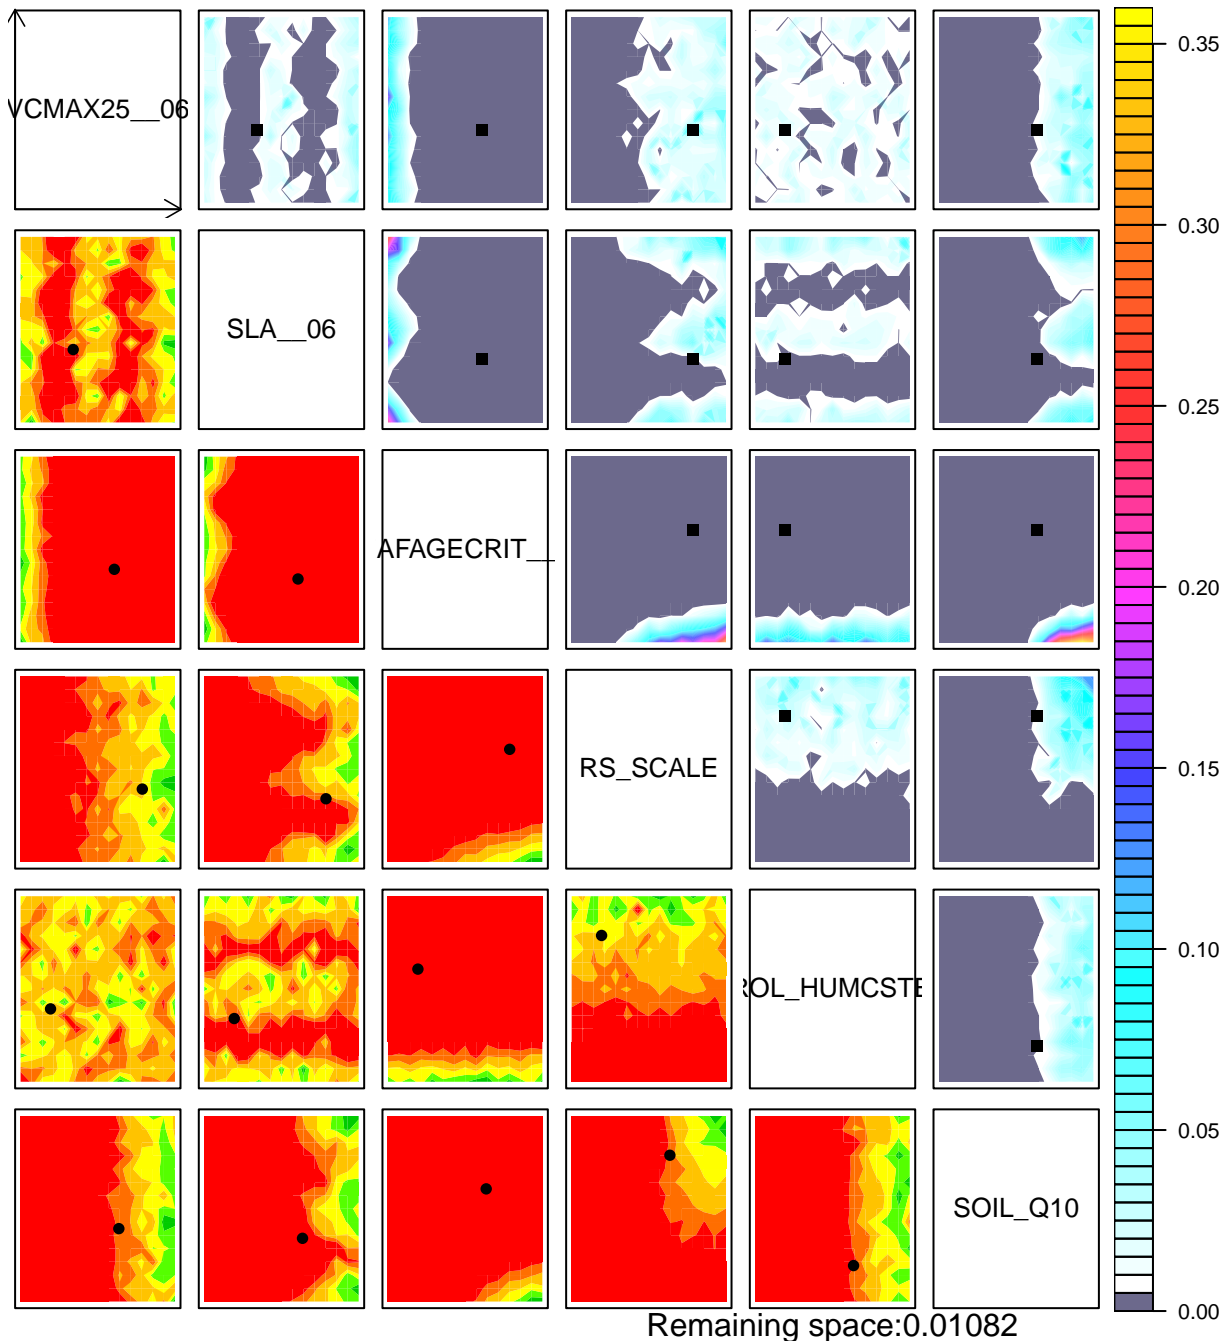 0.35
VCMAX25__06
0.30
SLA__06
0.25
AFAGECRIT__
0.20
0.15
RS_SCALE
0.10
ROL_HUMCSTE
0.05
SOIL_Q10
0.00
Remaining space:0.01082